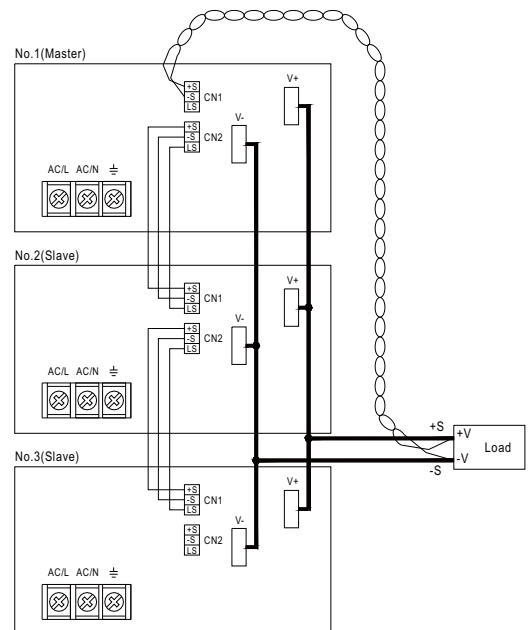 No.1(Master)
+S
-S
LS
CN1
V+
+S
-S
LS
CN2
V-
AC/L AC/N
No.2(Slave)
+S
-S
LS
CN1
V+
+S
-S
LS
CN2
V-
AC/L AC/N
+S
+V
Load
-V
-S
No.3(Slave)
+S
-S
LS
CN1
V+
+S
-S
LS
CN2
V-
AC/L AC/N